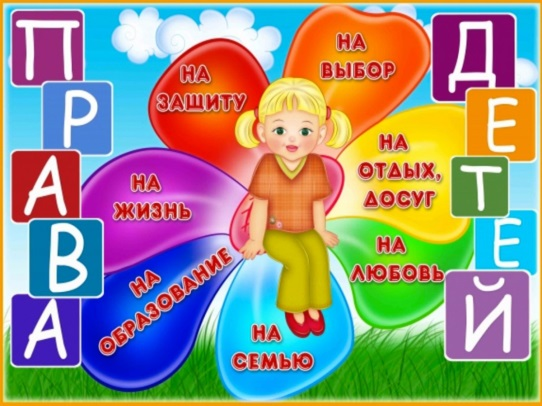 ПРАВА
ДЕТЕЙ
НА
ЗАЩИТУ
НА
ВЫБОР
НА
ОТДЫХ,
ДОСУГ
НА
ЛЮБОВЬ
НА
СЕМЬЮ
НА
ОБРАЗОВАНИЕ
НА
ЖИЗНЬ